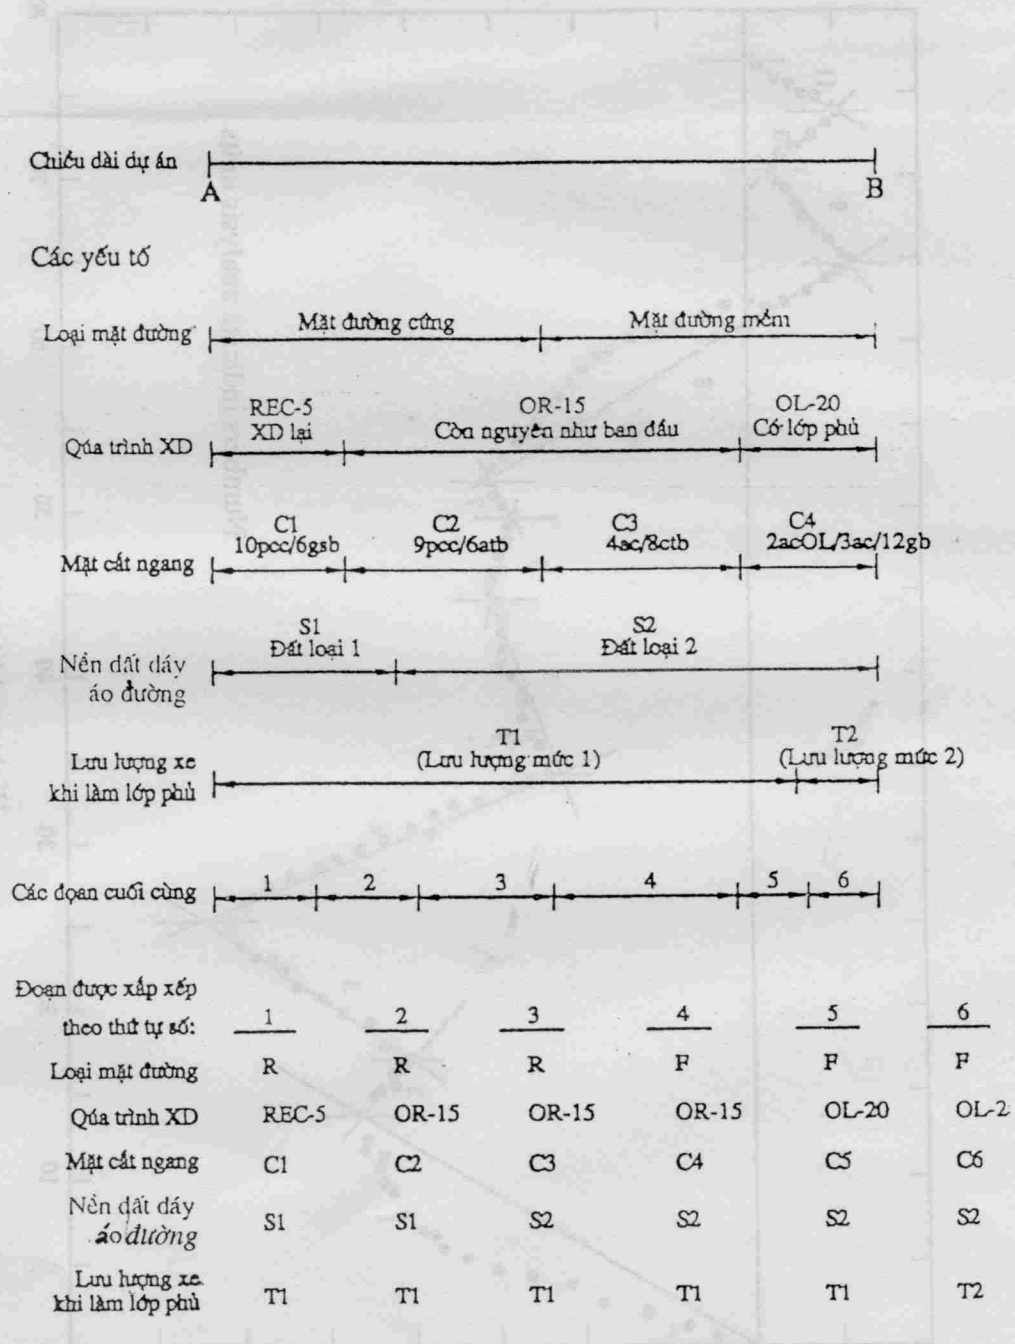 Chiều dài dự án
A B
Các yếu tố
Loại mặt đường Mặt đường cứng Mặt đường mềm
REC-5 OR-15 OL-20
Qúa trình XD XD lại Còn nguyên như ban đầu Có lớp phủ
C1 C2 C3 C4
Mặt cắt ngang 10pcc/6gsb 9pcc/6atb 4ac/8ctb 2acOL/3ac/12gb
S1 S2
Đất loại 1 Đất loại 2
Nền đất dáy
áo đường
T1 T2
Lưu lượng xe (Lưu lượng mức 1) (Lưu lượng mức 2)
khi làm lớp phủ
Các đọan cuối cùng 1 2 3 4 5 6
Đoạn được xắp xếp
theo thứ tự số: 1 2 3 4 5 6
Loại mặt đường R R R F F F
Qúa trình XD REC-5 OR-15 OR-15 OR-15 OL-20 OL-2
Mặt cắt ngang C1 C2 C3 C4 C5 C6
Nền đất dáy
áo đường S1 S1 S2 S2 S2 S2
Lưu lượng xe
khi làm lớp phủ T1 T1 T1 T1 T1 T2